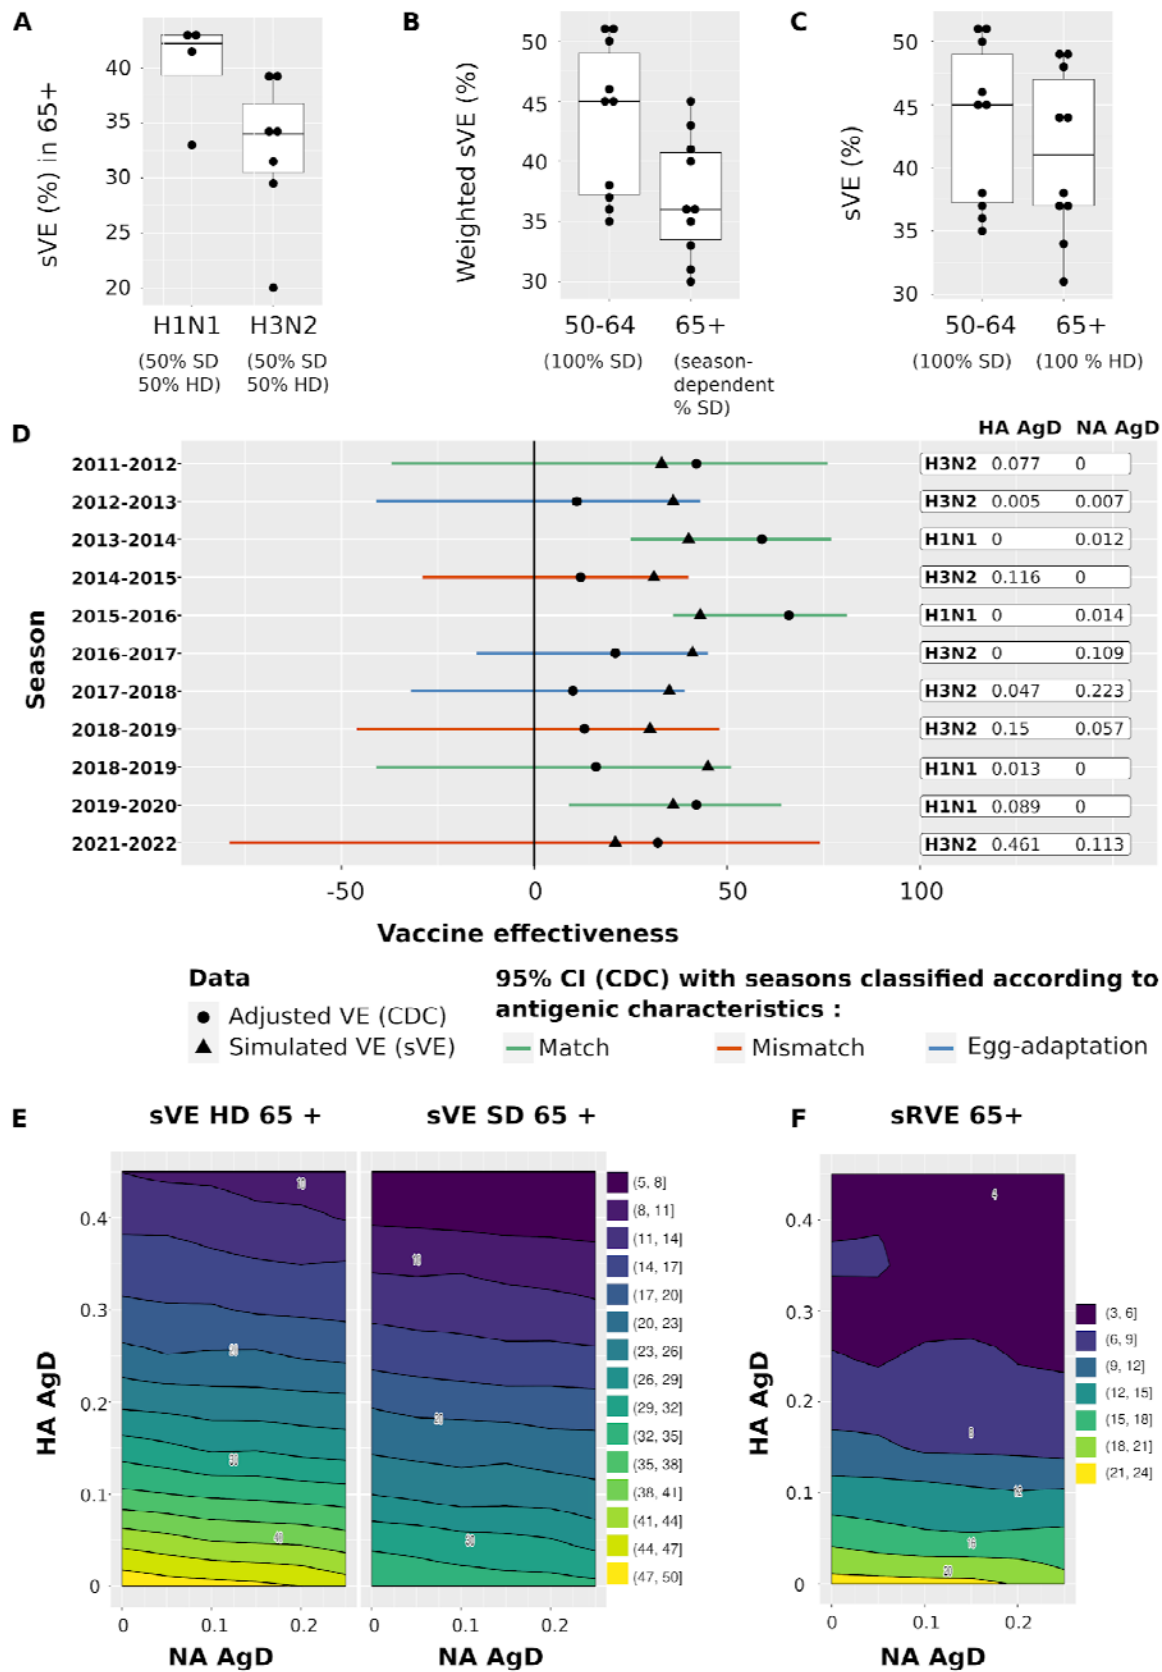 A
sVE (%) in 65+
40
35
30
20
H1N1
H3N2
(50% SD
50% HD)
(50% SD
50% HD)
B
Weighted sVE (%)
50
45
40
35
30
50-64
65+
(100% SD)
(season-
dependent
% SD)
C
sVE (%)
50
45
40
35
30
50-64
65+
(100% SD)
(100 % HD)
D
HA AgD NA AgD
Season
2011-2012 H3N2 0.077 0
2012-2013 H3N2 0.005 0.007
2013-2014 H1N1 0 0.012
2014-2015 H3N2 0.116 0
2015-2016 H1N1 0 0.014
2016-2017 H3N2 0 0.109
2017-2018 H3N2 0.047 0.223
2018-2019 H3N2 0.15 0.057
2018-2019 H1N1 0.013 0
2019-2020 H1N1 0.089 0
2021-2022 H3N2 0.461 0.113
-50 0 50 100
Vaccine effectiveness
Data
Adjusted VE (CDC)
Simulated VE (sVE)
95% CI (CDC) with seasons classified according to
antigenic characteristics :
Match Mismatch Egg-adaptation
E
sVE HD 65 +
sVE SD 65 +
HA AgD
0.4
0.3
0.2
0.1
0
10
20
30
40
10
20
30
0 0.1 0.2
0 0.1 0.2
NA AgD
NA AgD
(5, 8]
(8, 11]
(11, 14]
(14, 17]
(17, 20]
(20, 23]
(23, 26]
(26, 29]
(29, 32]
(32, 35]
(35, 38]
(38, 41]
(41, 44]
(44, 47]
(47, 50]
F
sRVE 65+
HA AgD
0.4
0.3
0.2
0.1
0
4
8
12
16
20
0 0.1 0.2
NA AgD
(3, 6]
(6, 9]
(9, 12]
(12, 15]
(15, 18]
(18, 21]
(21, 24]